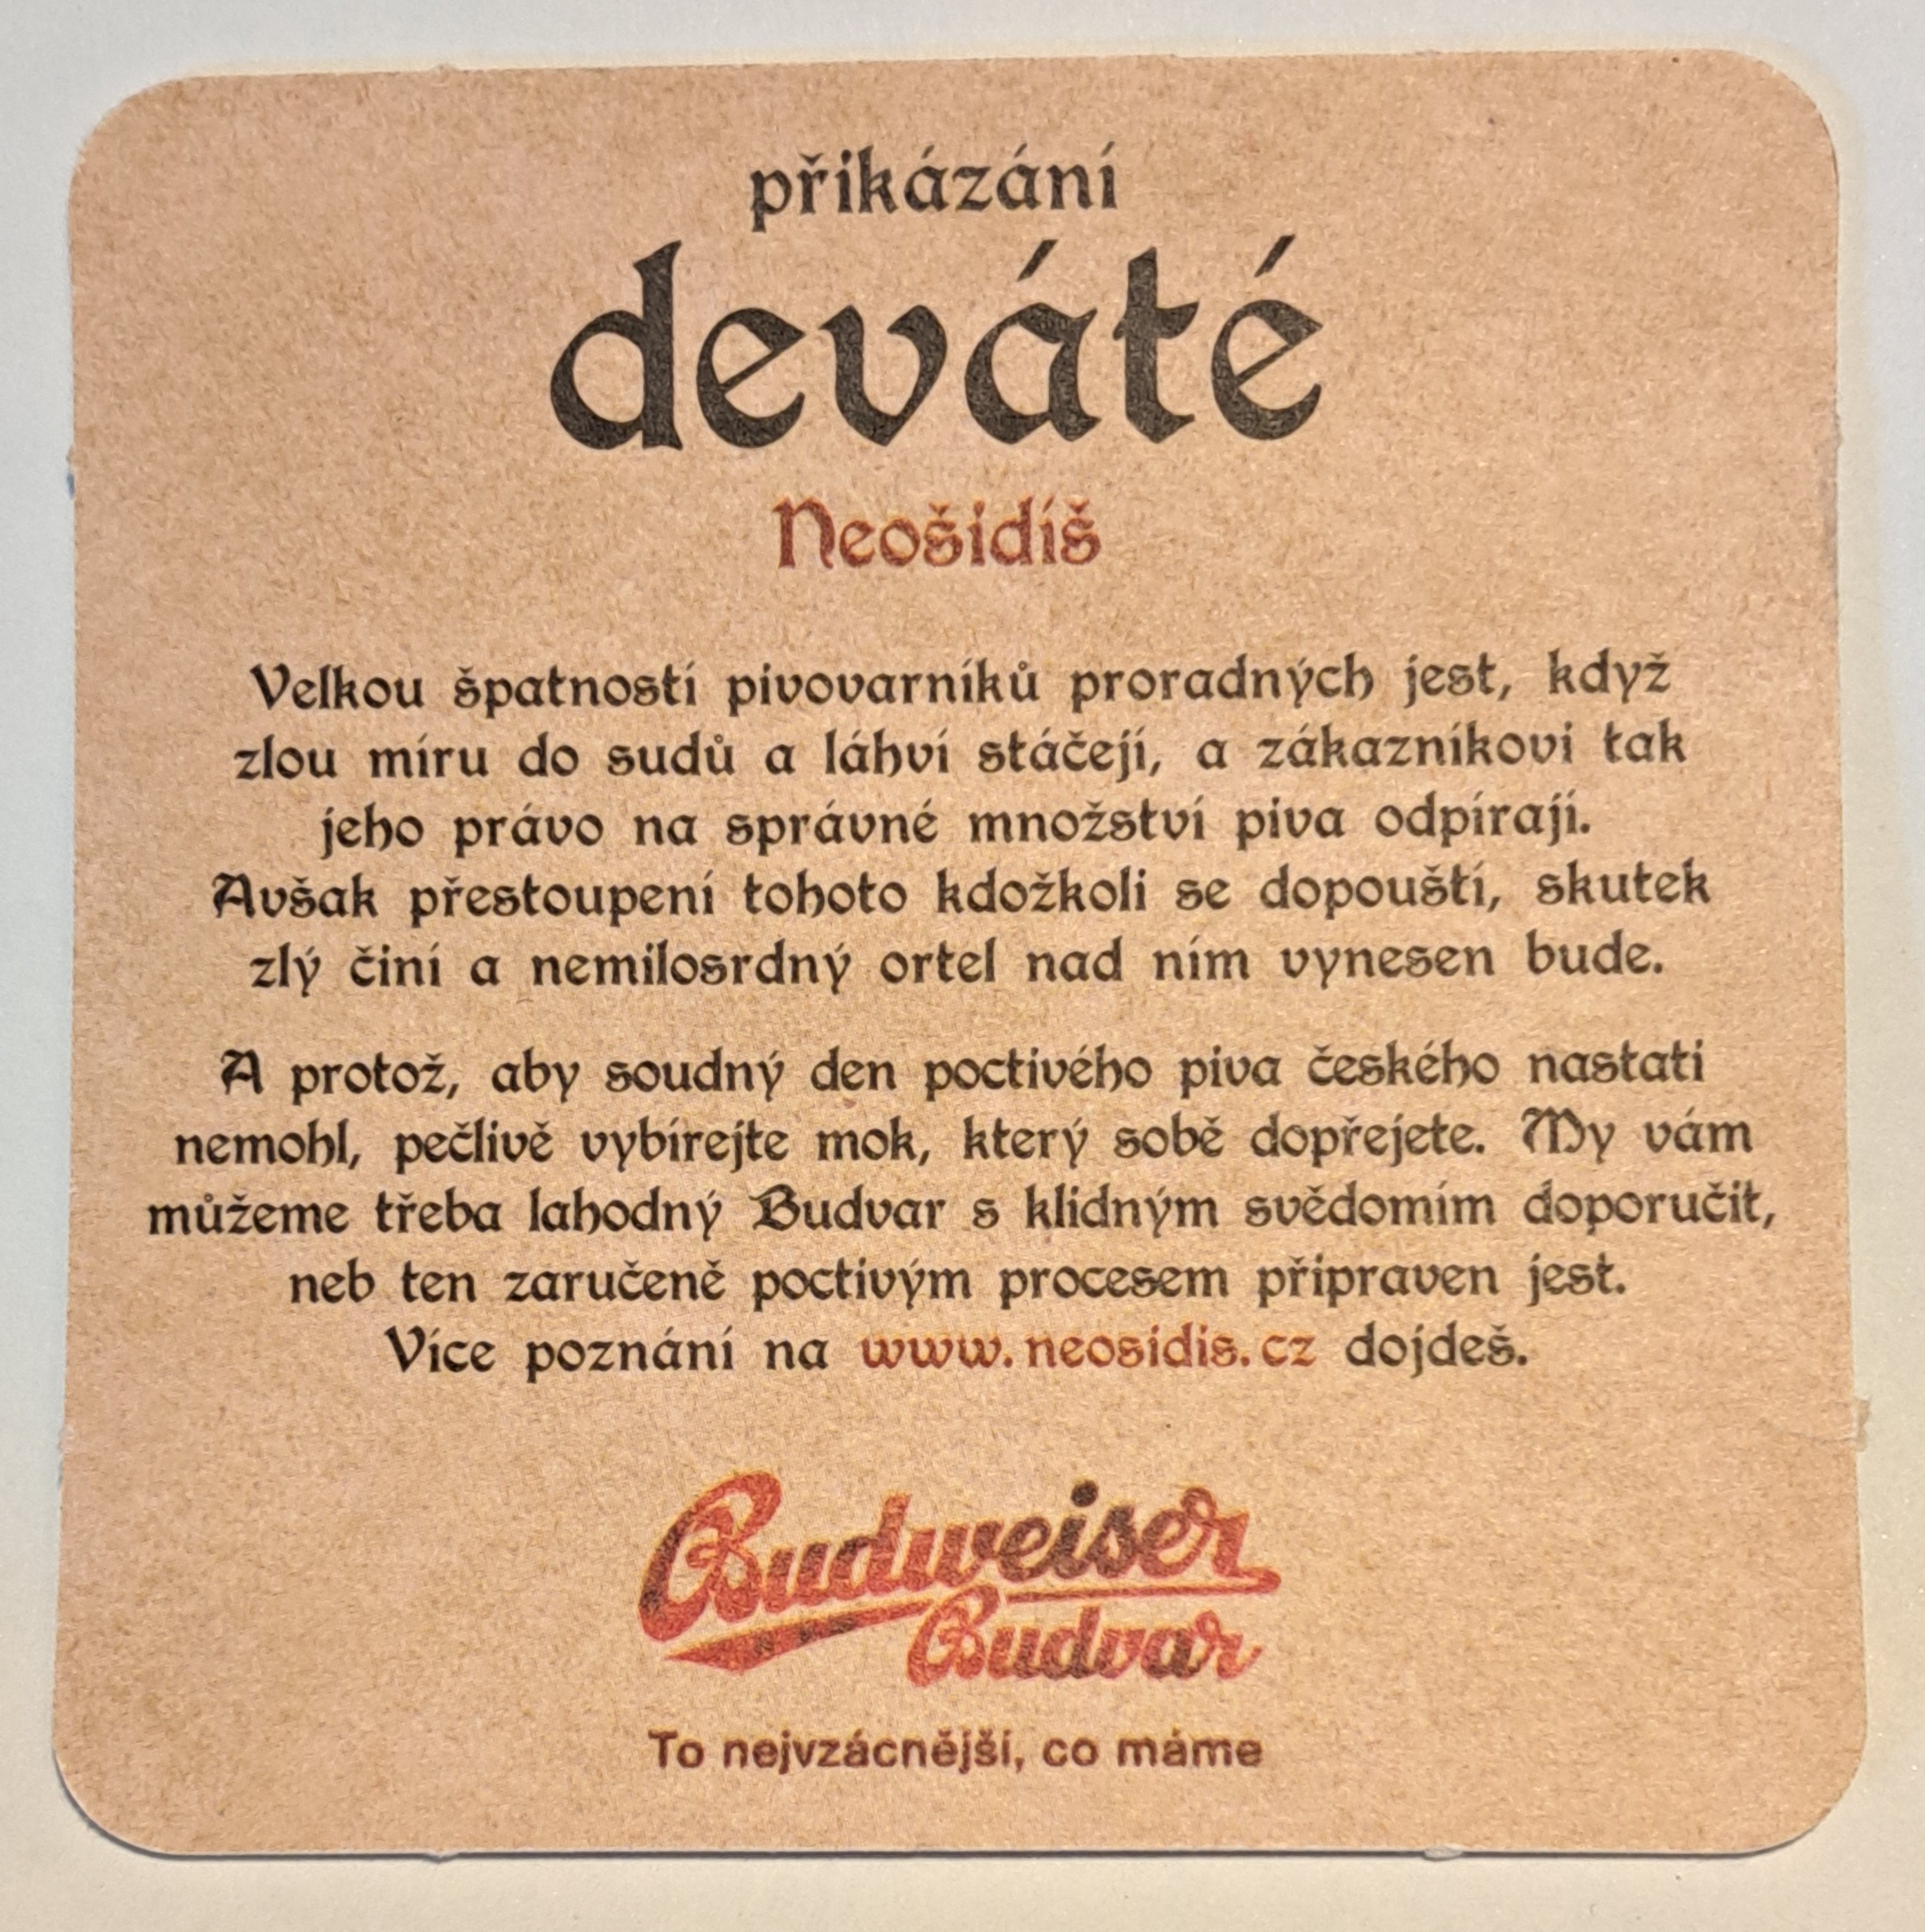 přikázání
deváté
Neošidíš
Velkou špatností pivovarníků proradných jest, když
zlou míru do sudů a láhví stáčejí, a zákazníkovi tak
jeho právo na správné množství piva odpírají.
Avšak přestoupení tohoto kdožkoli se dopouští, skutek
zlý činí a nemilosrdný ortel nad ním vynesen bude.
A protož, aby soudný den poctivého piva českého nastati
nemohl, pečlivě vybírejte mok, který sobě dopřejete. My vám
můžeme třeba lahodný Budvar s klidným svědomím doporučit,
neb ten zaručeně poctivým procesem připraven jest.
Více poznání na www.neosidis.cz dojdeš.
Budweiser
Budvar
To nejvzácnější, co máme